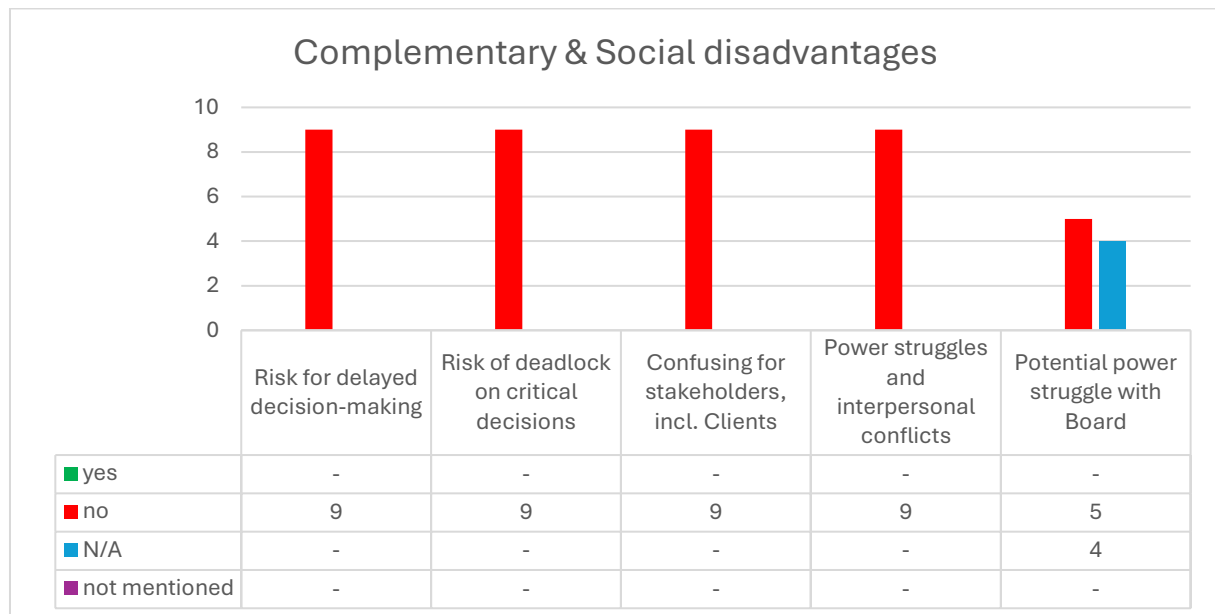 Complementary & Social disadvantages
10
8
6
4
2
0
Risk for delayed
decision-making
Risk of deadlock
on critical
decisions
Confusing for
stakeholders,
incl. Clients
Power struggles
and
interpersonal
conflicts
Potential power
struggle with
Board
yes - - - - -
no 9 9 9 9 5
N/A - - - - 4
not mentioned - - - - -